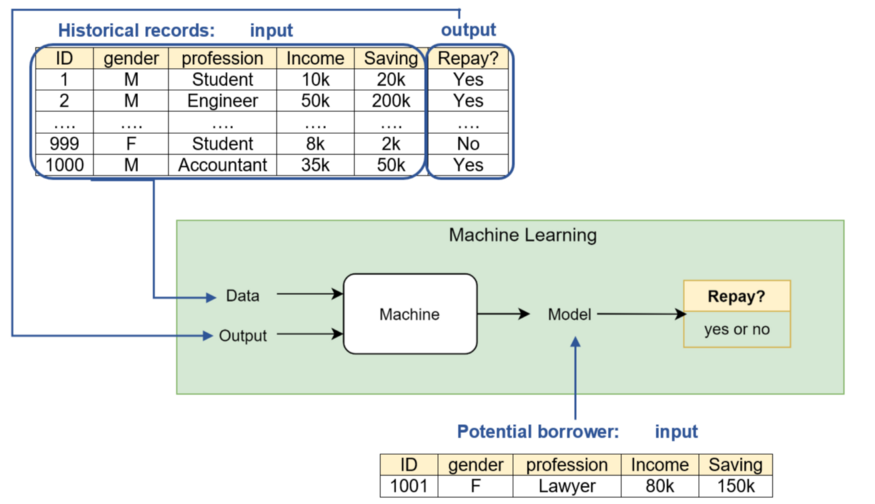 Historical records: input output
ID gender profession Income Saving Repay?
1 M Student 10k 20k Yes
2 M Engineer 50k 200k Yes
.... .... .... .... .... ....
999 F Student 8k 2k No
1000 M Accountant 35k 50k Yes
Machine Learning
Data
Output
Machine
Model
Repay?
yes or no
Potential borrower: input
ID gender profession Income Saving
1001 F Lawyer 80k 150k